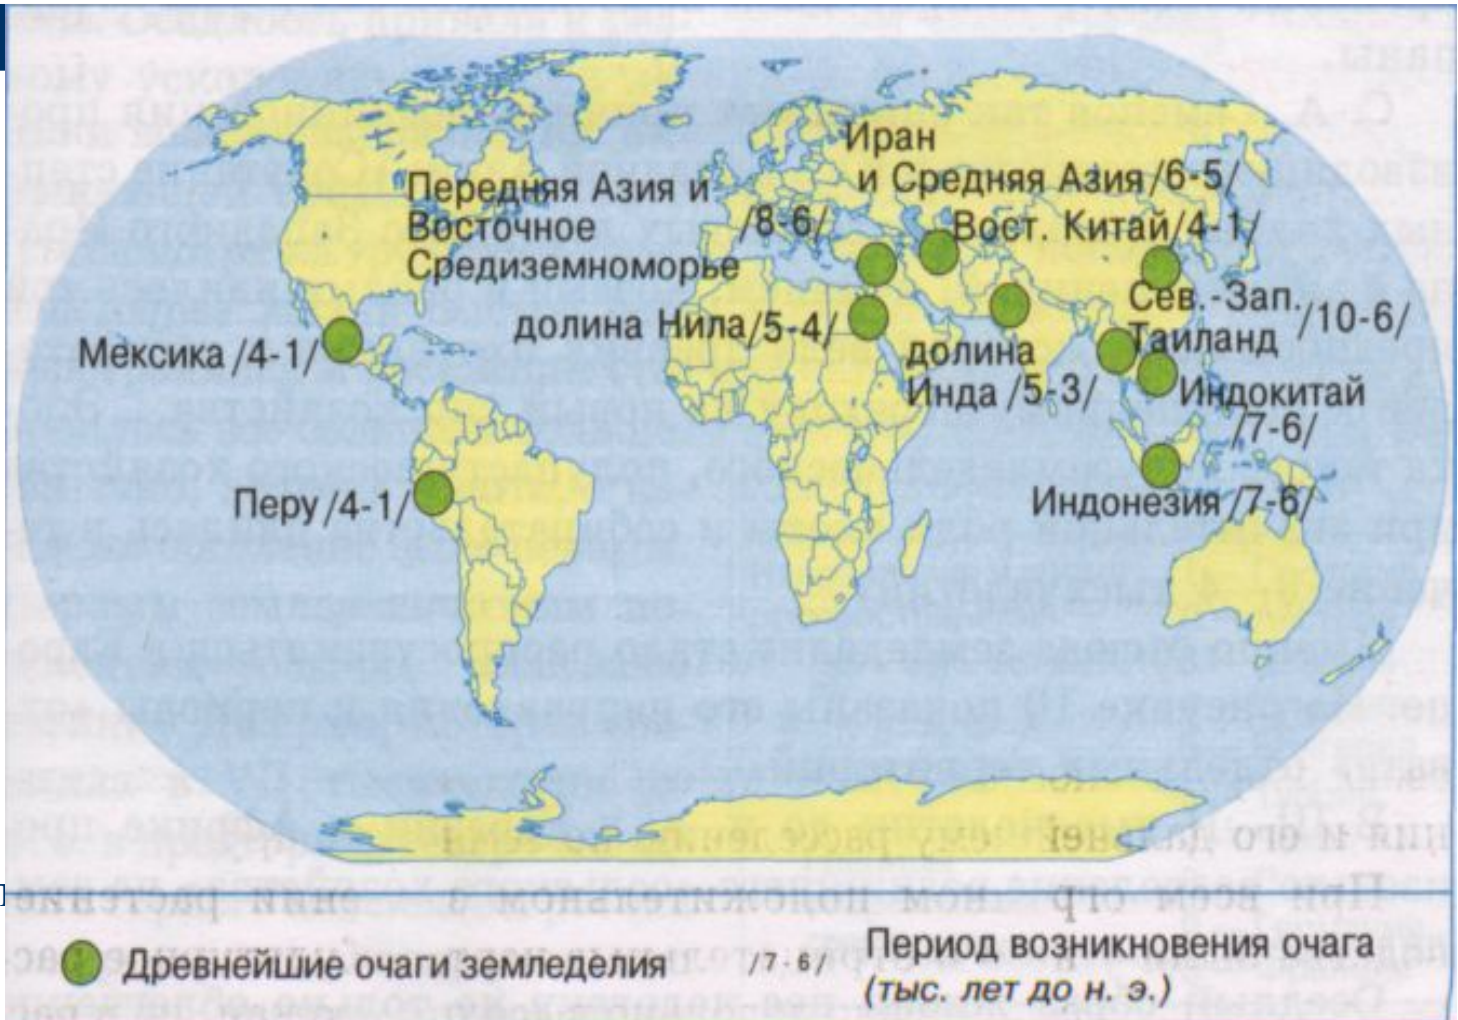 Иран
и Средняя Азия /6-5/
Передняя Азия и
Восточное
Средиземноморье
/8-6/
Вост. Китай/4-1/
Сев.-Зап.
Таиланд
/10-6/
долина Нила/5-4/
Мексика /4-1/
долина
Инда /5-3/
Индокитай
/7-6/
Перу/4-1/
Индонезия /7-6/
Древнейшие очаги земледелия
/7-6/
Период возникновения очага
(тыс. лет до н. э.)